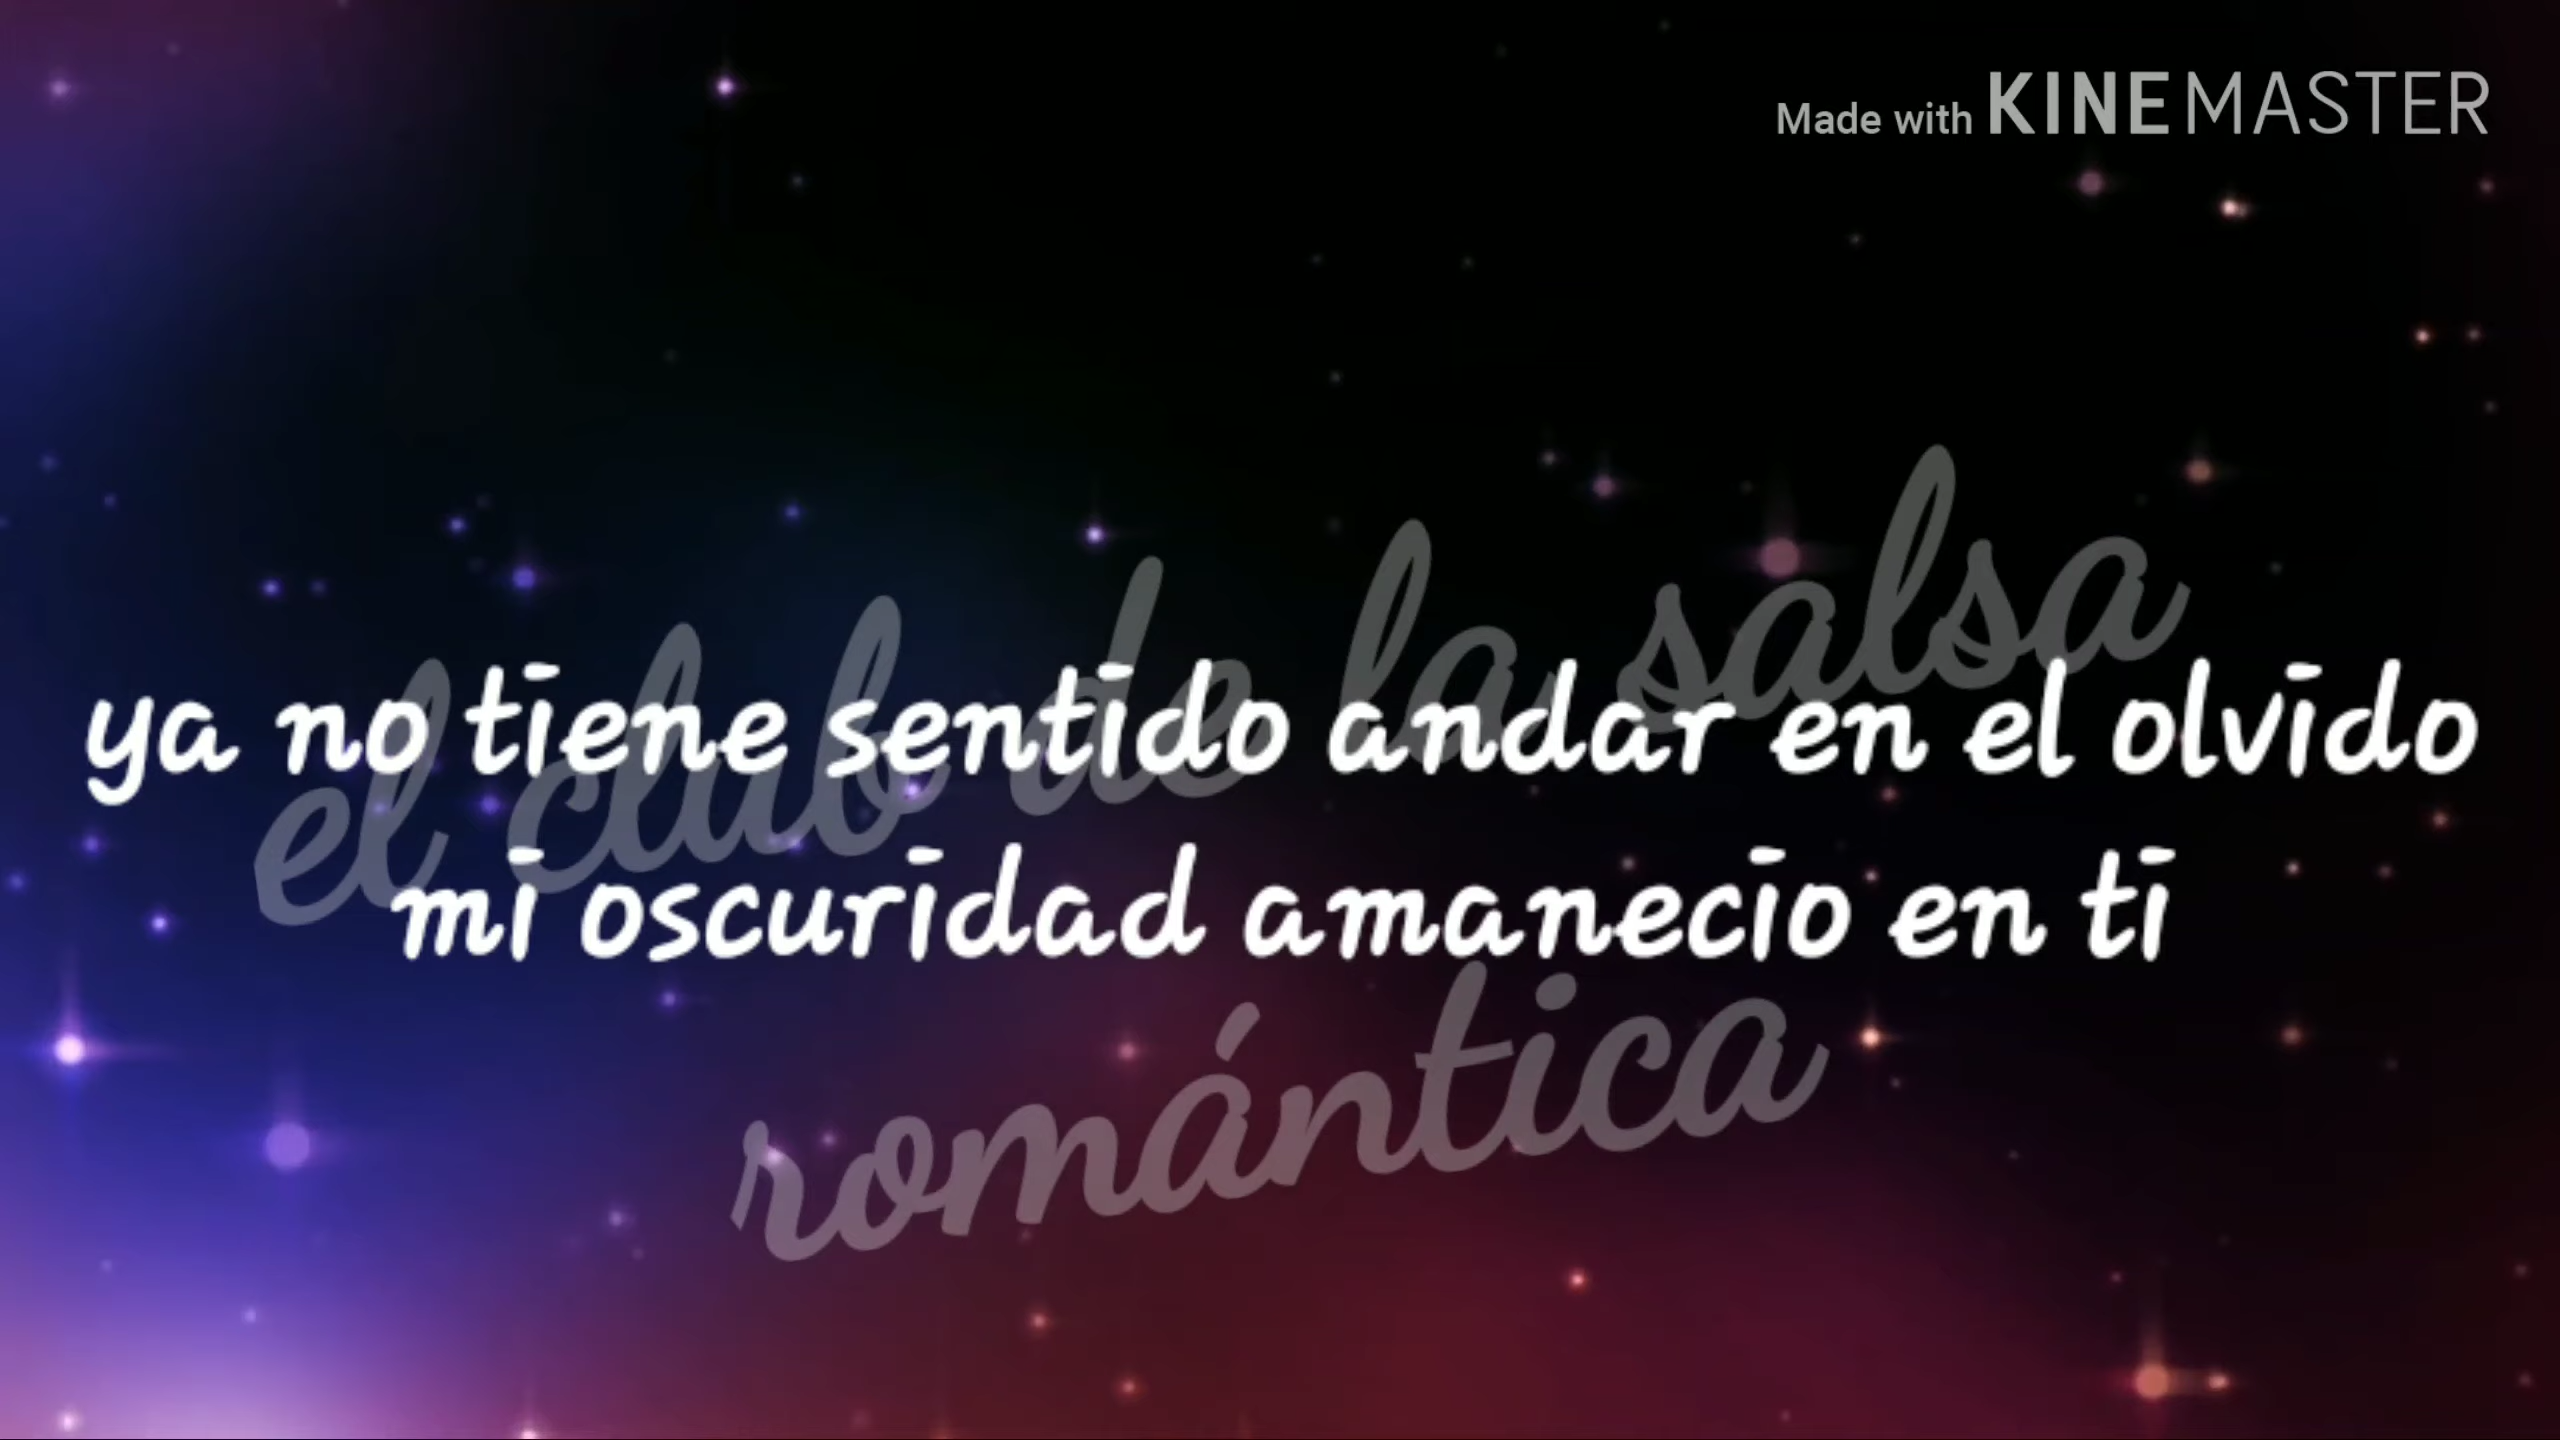 Made with KINEMASTER
el club de la salsa
ya no tiene sentido andar en el olvido
mi oscuridad amanecio en ti
romántica